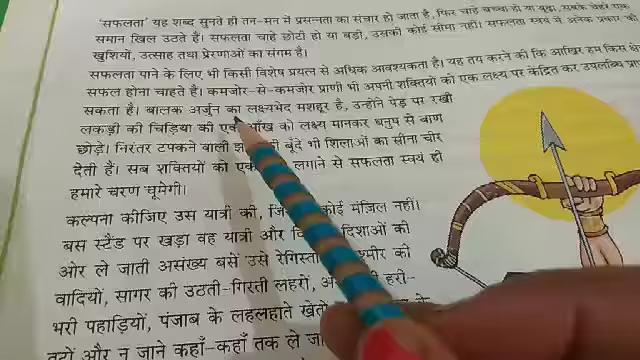 'सफलता' यह शब्द सुनते ही तन-मन में प्रसन्नता का संचार हो जाता है, फिर चाहे बच्चा हो या वृद्ध, सबके चेहरे एक
समान खिल उठते हैं। सफलता चाहे छोटी हो या बड़ी, उसकी कोई सीमा नहीं। सफलता स्वयं में अनेक प्रकार की
खुशियों, उत्साह तथा प्रेरणाओं का संगम है।
सफलता पाने के लिए भी किसी विशेष प्रयत्न से अधिक आवश्यकता है। यह तय करने की कि आखिर हम किस क्षे
सफल होना चाहते हैं। कमजोर-से-कमजोर प्राणी भी अपनी शक्तियों को एक लक्ष्य पर केंद्रित कर उपलब्धि प्राप
सकता है। बालक अर्जुन का लक्ष्यभेद मशहूर है, उन्होंने पेड़ पर रखी
लकड़ी की चिड़िया की एक आँख को लक्ष्य मानकर धनुष से बाण
छोड़े। निरंतर टपकने वाली बूंदें भी शिलाओं का सीना चीर
देती हैं। सब शक्तियों को लगाने से सफलता स्वयं ही
हमारे चरण चूमेगी।
कल्पना कीजिए उस यात्री की, कोई मंजिल नहीं।
बस स्टैंड पर खड़ा वह यात्री और दिशाओं की
ओर ले जाती असंख्य बसें उसे
वादियों, सागर की उठती-गिरती लहरों, हरी-
भरी पहाड़ियों, पंजाब के लहलहाते
और न जाने कहाँ-कहाँ तक ले